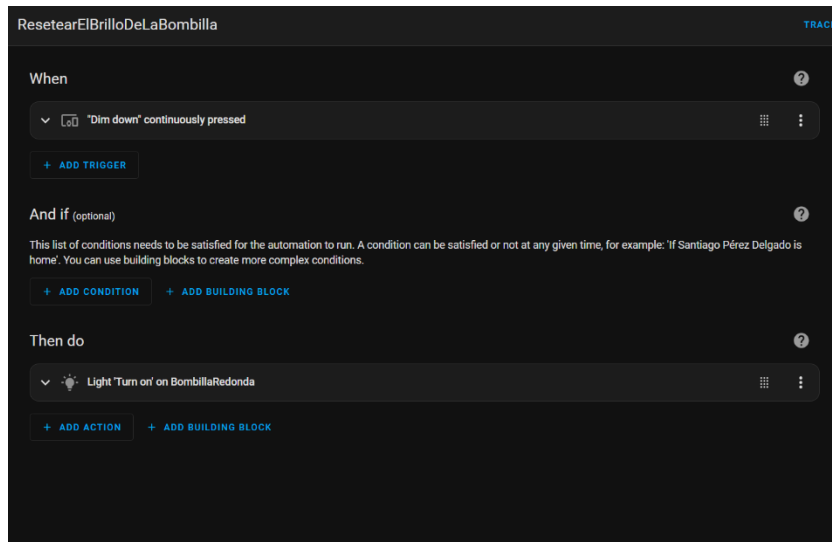 ResetearElBrilloDeLaBombilla
When
"Dim down" continuously pressed
+ ADD TRIGGER
And if (optional)
This list of conditions needs to be satisfied for the automation to run. A condition can be satisfied or not at any given time, for example: 'If Santiago Pérez Delgado is
home'. You can use building blocks to create more complex conditions.
+ ADD CONDITION + ADD BUILDING BLOCK
Then do
Light 'Turn on' on BombillaRedonda
+ ADD ACTION + ADD BUILDING BLOCK